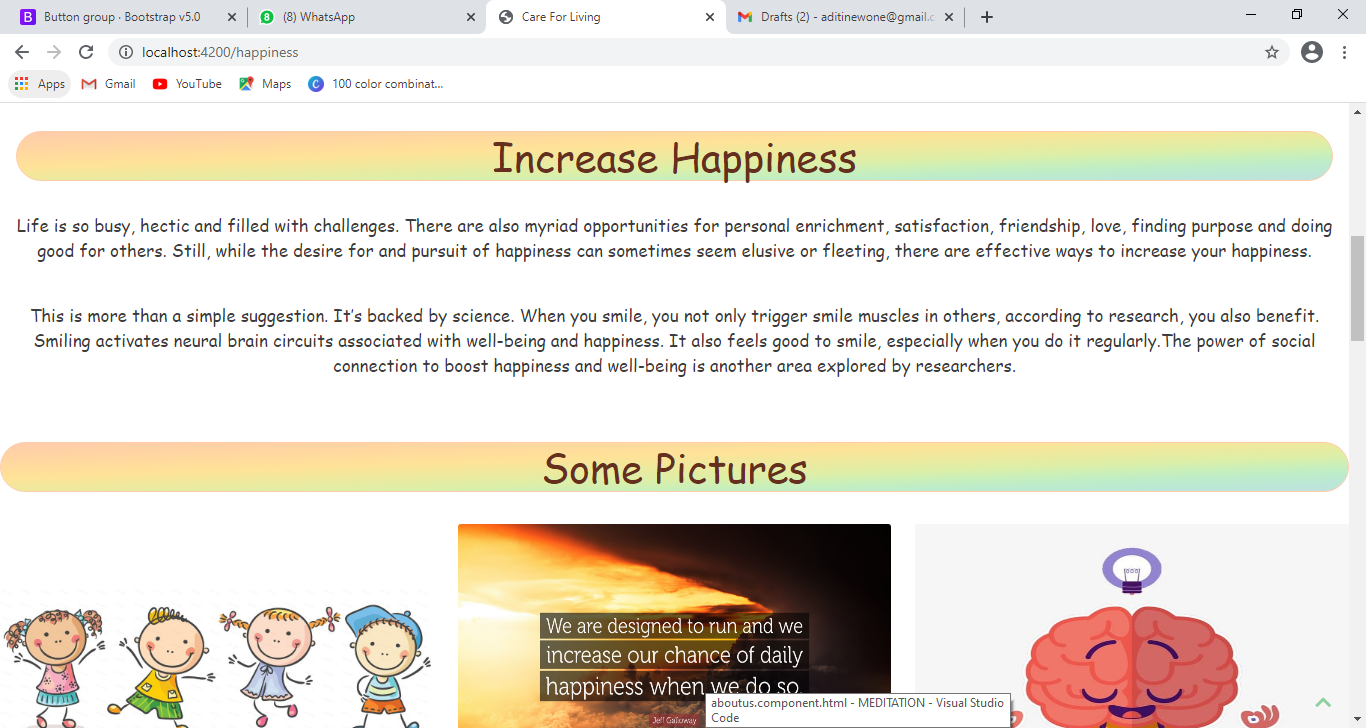 Button group · Bootstrap v5.0
(8) WhatsApp
Care For Living
Drafts (2) - aditinewone@gmail.c
localhost:4200/happiness
Apps
Gmail
YouTube
Maps
100 color combinat...
Increase Happiness
Life is so busy, hectic and filled with challenges. There are also myriad opportunities for personal enrichment, satisfaction, friendship, love, finding purpose and doing
good for others. Still, while the desire for and pursuit of happiness can sometimes seem elusive or fleeting, there are effective ways to increase your happiness.
This is more than a simple suggestion. It's backed by science. When you smile, you not only trigger smile muscles in others, according to research, you also benefit.
Smiling activates neural brain circuits associated with well-being and happiness. It also feels good to smile, especially when you do it regularly.The power of social
connection to boost happiness and well-being is another area explored by researchers.
Some Pictures
We are designed to run and we
increase our chance of daily
happiness when we do so.
Jeff Galloway
aboutus.component.html - MEDITATION - Visual Studio
Code